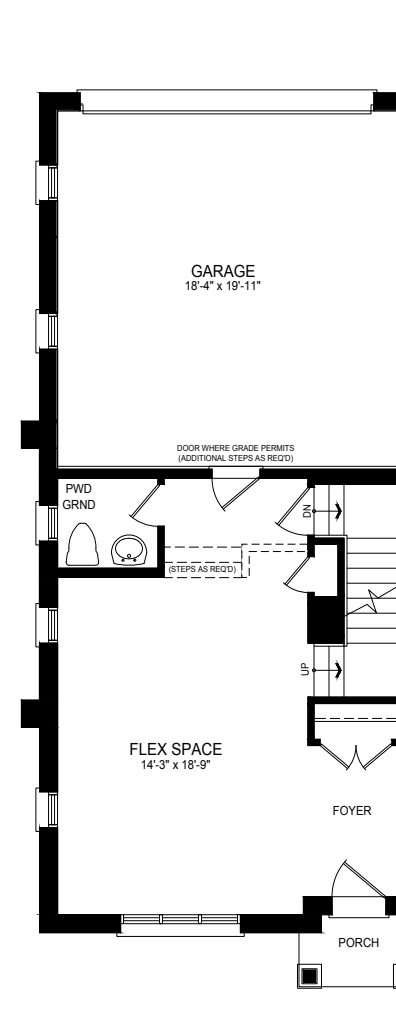 GARAGE
18'-4" x 19'-11"
DOOR WHERE GRADE PERMITS
(ADDITIONAL STEPS AS REQ'D)
PWD
GRND
DN
(STEPS AS REQ'D)
UP
FLEX SPACE
14'-3" x 18'-9"
FOYER
PORCH